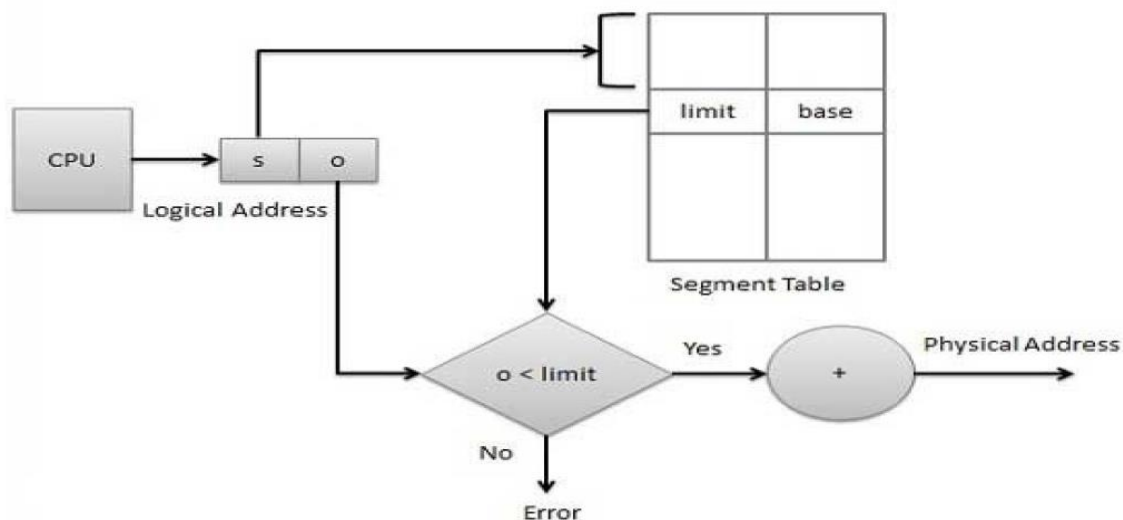 limit base
CPU
s o
Logical Address
Segment Table
Yes
Physical Address
o < limit
+
No
Error